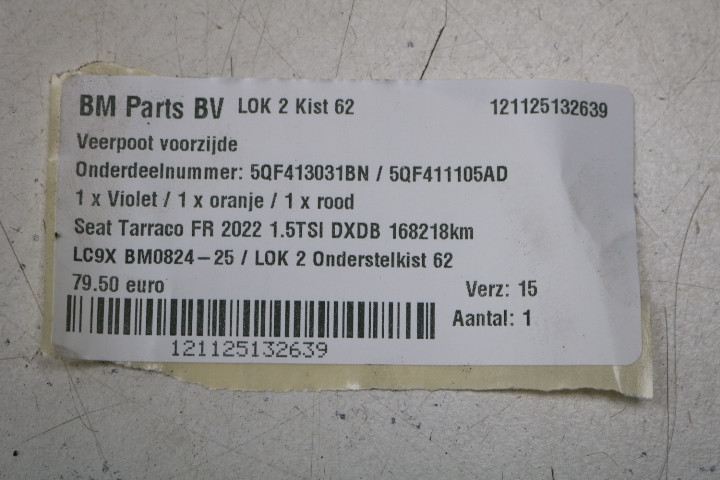 BM Parts BV LOK 2 Kist 62 121125132639
Veerpoot voorzijde
Onderdeelnummer: 5QF413031BN / 5QF411105AD
1 x Violet / 1 x oranje / 1 x rood
Seat Tarraco FR 2022 1.5TSI DXDB 168218km
LC9X BM0824-25 / LOK 2 Onderstelkist 62
79.50 euro Verz: 15
Aantal: 1
121125132639